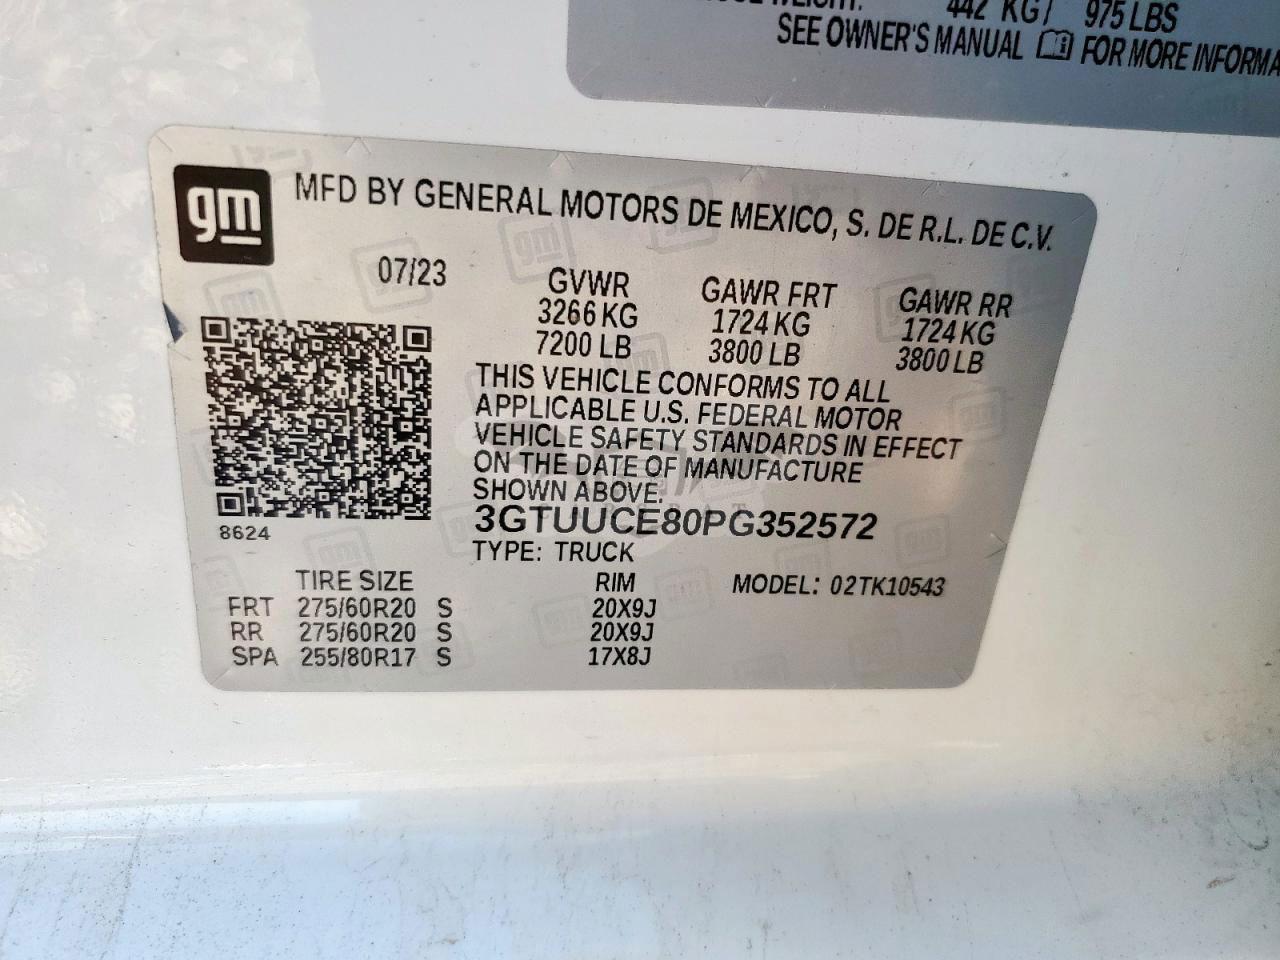 442 KG / 975 LBS
SEE OWNER'S MANUAL FOR MORE
gm
MFD BY GENERAL MOTORS DE MEXICO, S. DE R.L. DE C.V.
07/23 GVWR GAWR FRT GAWR RR
3266 KG 1724 KG 1724 KG
7200 LB 3800 LB 3800 LB
THIS VEHICLE CONFORMS TO ALL
APPLICABLE U.S. FEDERAL MOTOR
VEHICLE SAFETY STANDARDS IN EFFECT
ON THE DATE OF MANUFACTURE
SHOWN ABOVE.
3GTUUCE80PG352572
8624
TYPE: TRUCK
TIRE SIZE RIM MODEL: 02TK10543
FRT 275/60R20 S 20X9J
RR 275/60R20 S 20X9J
SPA 255/80R17 S 17X8J